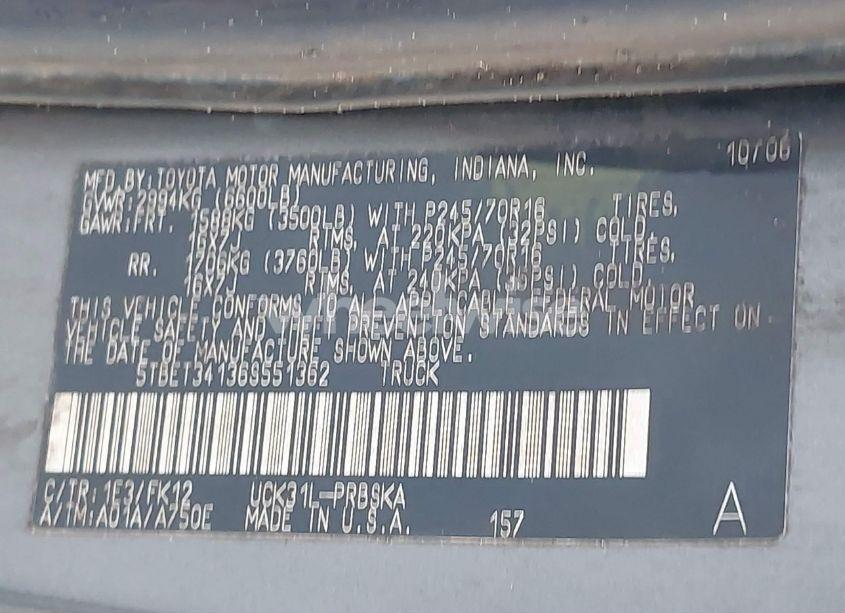 10/06
MFD.BY:TOYOTA MOTOR MANUFACTURING, INDIANA, INC.
GVWR:2994KG (6600LB)
GAWR:FRT. 1588KG (3500LB) WITH P245/70R16 TIRES,
16X7J RIMS, AT 220KPA (32PSI) COLD.
RR. 1706KG (3760LB) WITH P245/70R16 TIRES,
16X7J RIMS, AT 240KPA (35PSI) COLD.
THIS VEHICLE CONFORMS TO ALL APPLICABLE FEDERAL MOTOR
VEHICLE SAFETY AND THEFT PREVENTION STANDARDS IN EFFECT ON
THE DATE OF MANUFACTURE SHOWN ABOVE.
5TBET34136S551362 TRUCK
C/TR:1E3/FK12 UCK31L-PRBSKA
A/TM:A01A/A750E MADE IN U.S.A. 157 A